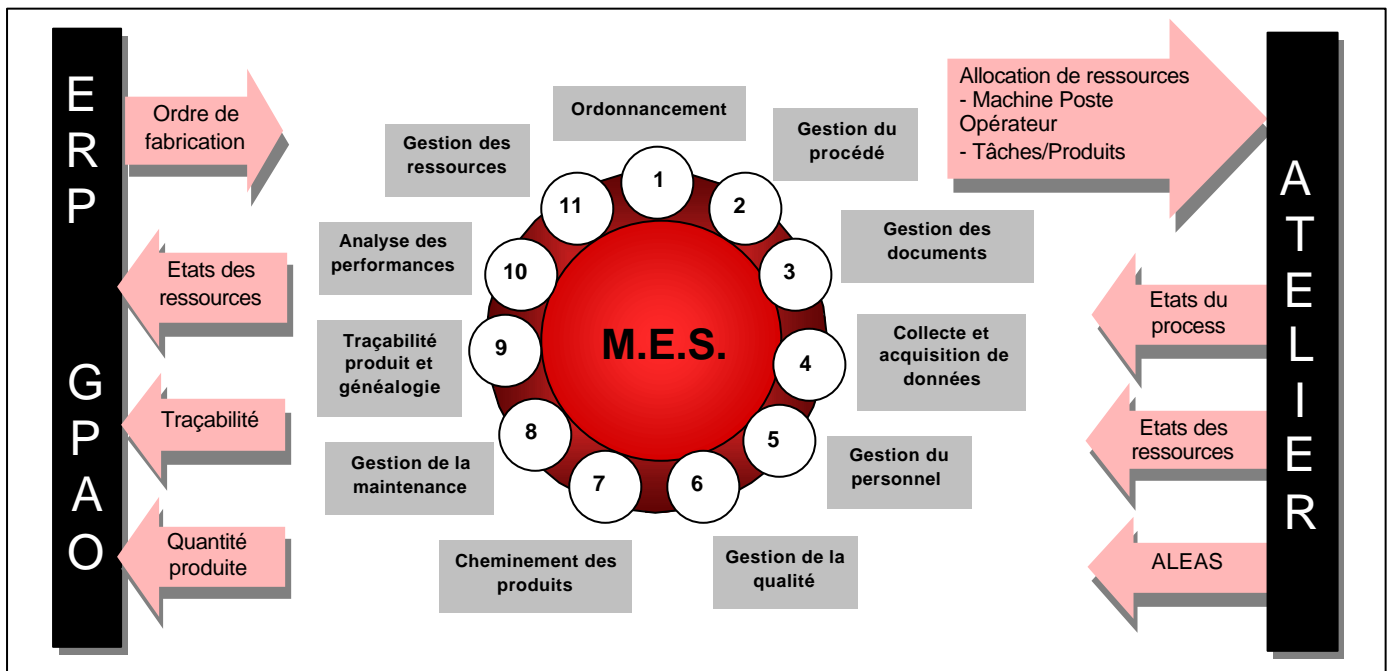 ERP GPAO
Ordre de
fabrication
Etats des
ressources
Traçabilité
Quantité
produite
Ordonnancement
Gestion du
procédé
Gestion des
documents
Collecte et
acquisition de
données
Gestion du
personnel
Gestion de la
qualité
Cheminement des
produits
Gestion de la
maintenance
Traçabilité
produit et
généalogie
Analyse des
performances
Gestion des
ressources
1
2
3
4
5
6
7
8
9
10
11
M.E.S.
Allocation de ressources
- Machine Poste
Opérateur
- Tâches/Produits
Etats du
process
Etats des
ressources
ALEAS
ATELIER